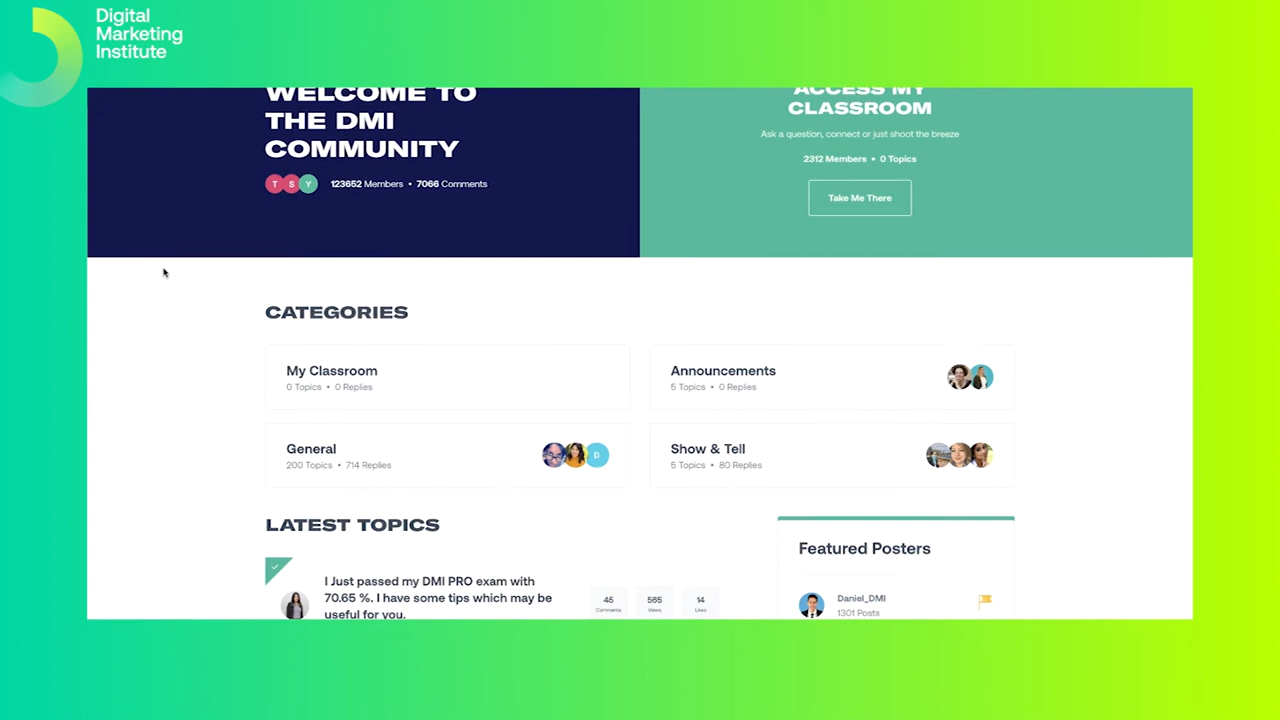 Digital
Marketing
Institute
WELCOME TO
THE DMI
COMMUNITY
T S Y 123652 Members • 7066 Comments
ACCESS MY
CLASSROOM
Ask a question, connect or just shoot the breeze
2312 Members • 0 Topics
Take Me There
CATEGORIES
My Classroom
0 Topics • 0 Replies
Announcements
5 Topics • 0 Replies
General
200 Topics • 714 Replies
D
Show & Tell
5 Topics • 80 Replies
LATEST TOPICS
I Just passed my DMI PRO exam with
70.65 %. I have some tips which may be
useful for you.
45 565 14
Comments Views Likes
Featured Posters
Daniel_DMI
1301 Posts